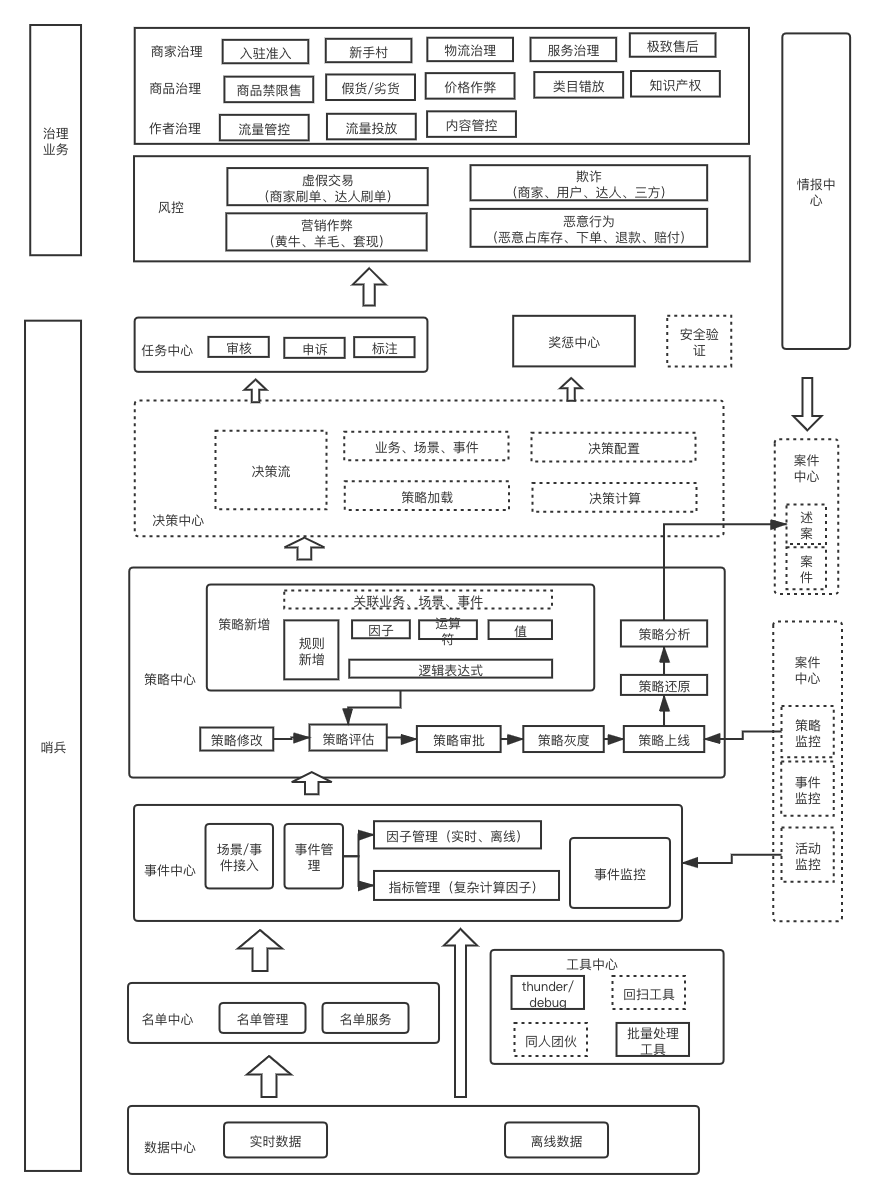 治理
业务
商家治理
入驻准入
新手村
物流治理
服务治理
极致售后
商品治理
商品禁限售
假货/劣货
价格作弊
类目错放
知识产权
作者治理
流量管控
流量投放
内容管控
风控
虚假交易
(商家刷单、达人刷单)
欺诈
(商家、用户、达人、三方)
营销作弊
(黄牛、羊毛、套现)
恶意行为
(恶意占库存、下单、退款、赔付)
情报中
心
哨兵
任务中心
审核
申诉
标注
奖惩中心
安全验
证
决策中心
决策流
业务、场景、事件
决策配置
策略加载
决策计算
案件
中心
述
案
案
件
策略中心
策略新增
关联业务、场景、事件
规则
新增
因子
运算
符
值
逻辑表达式
策略分析
策略还原
策略修改
策略评估
策略审批
策略灰度
策略上线
案件
中心
策略
监控
事件
监控
活动
监控
事件中心
场景/事
件接入
事件管
理
因子管理（实时、离线）
指标管理（复杂计算因子）
事件监控
名单中心
名单管理
名单服务
工具中心
thunder/
debug
回扫工具
同人团伙
批量处理
工具
数据中心
实时数据
离线数据